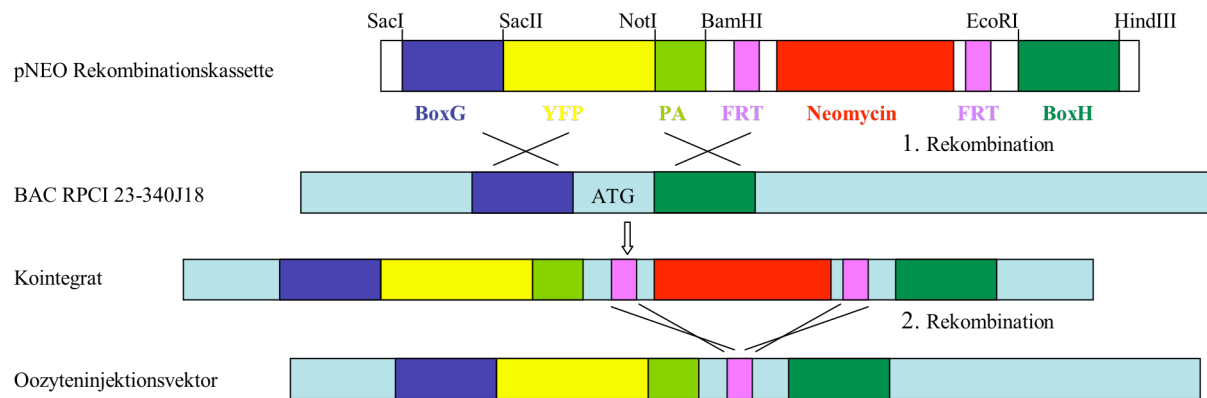 SacI SacII NotI BamHI EcoRI HindIII
pNEO Rekombinationskassette
BoxG YFP PA FRT Neomycin FRT BoxH
1. Rekombination
BAC RPCI 23-340J18
ATG
Kointegrat
2. Rekombination
Oozyteninjektionsvektor